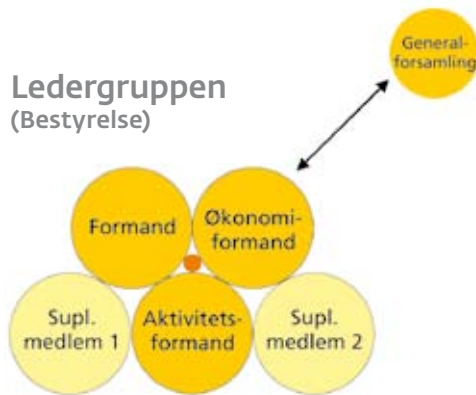 General-
forsamling
Ledergruppen
(Bestyrelse)
Formand
Økonomi-
formand
Supl.
medlem 1
Aktivitets-
formand
Supl.
medlem 2